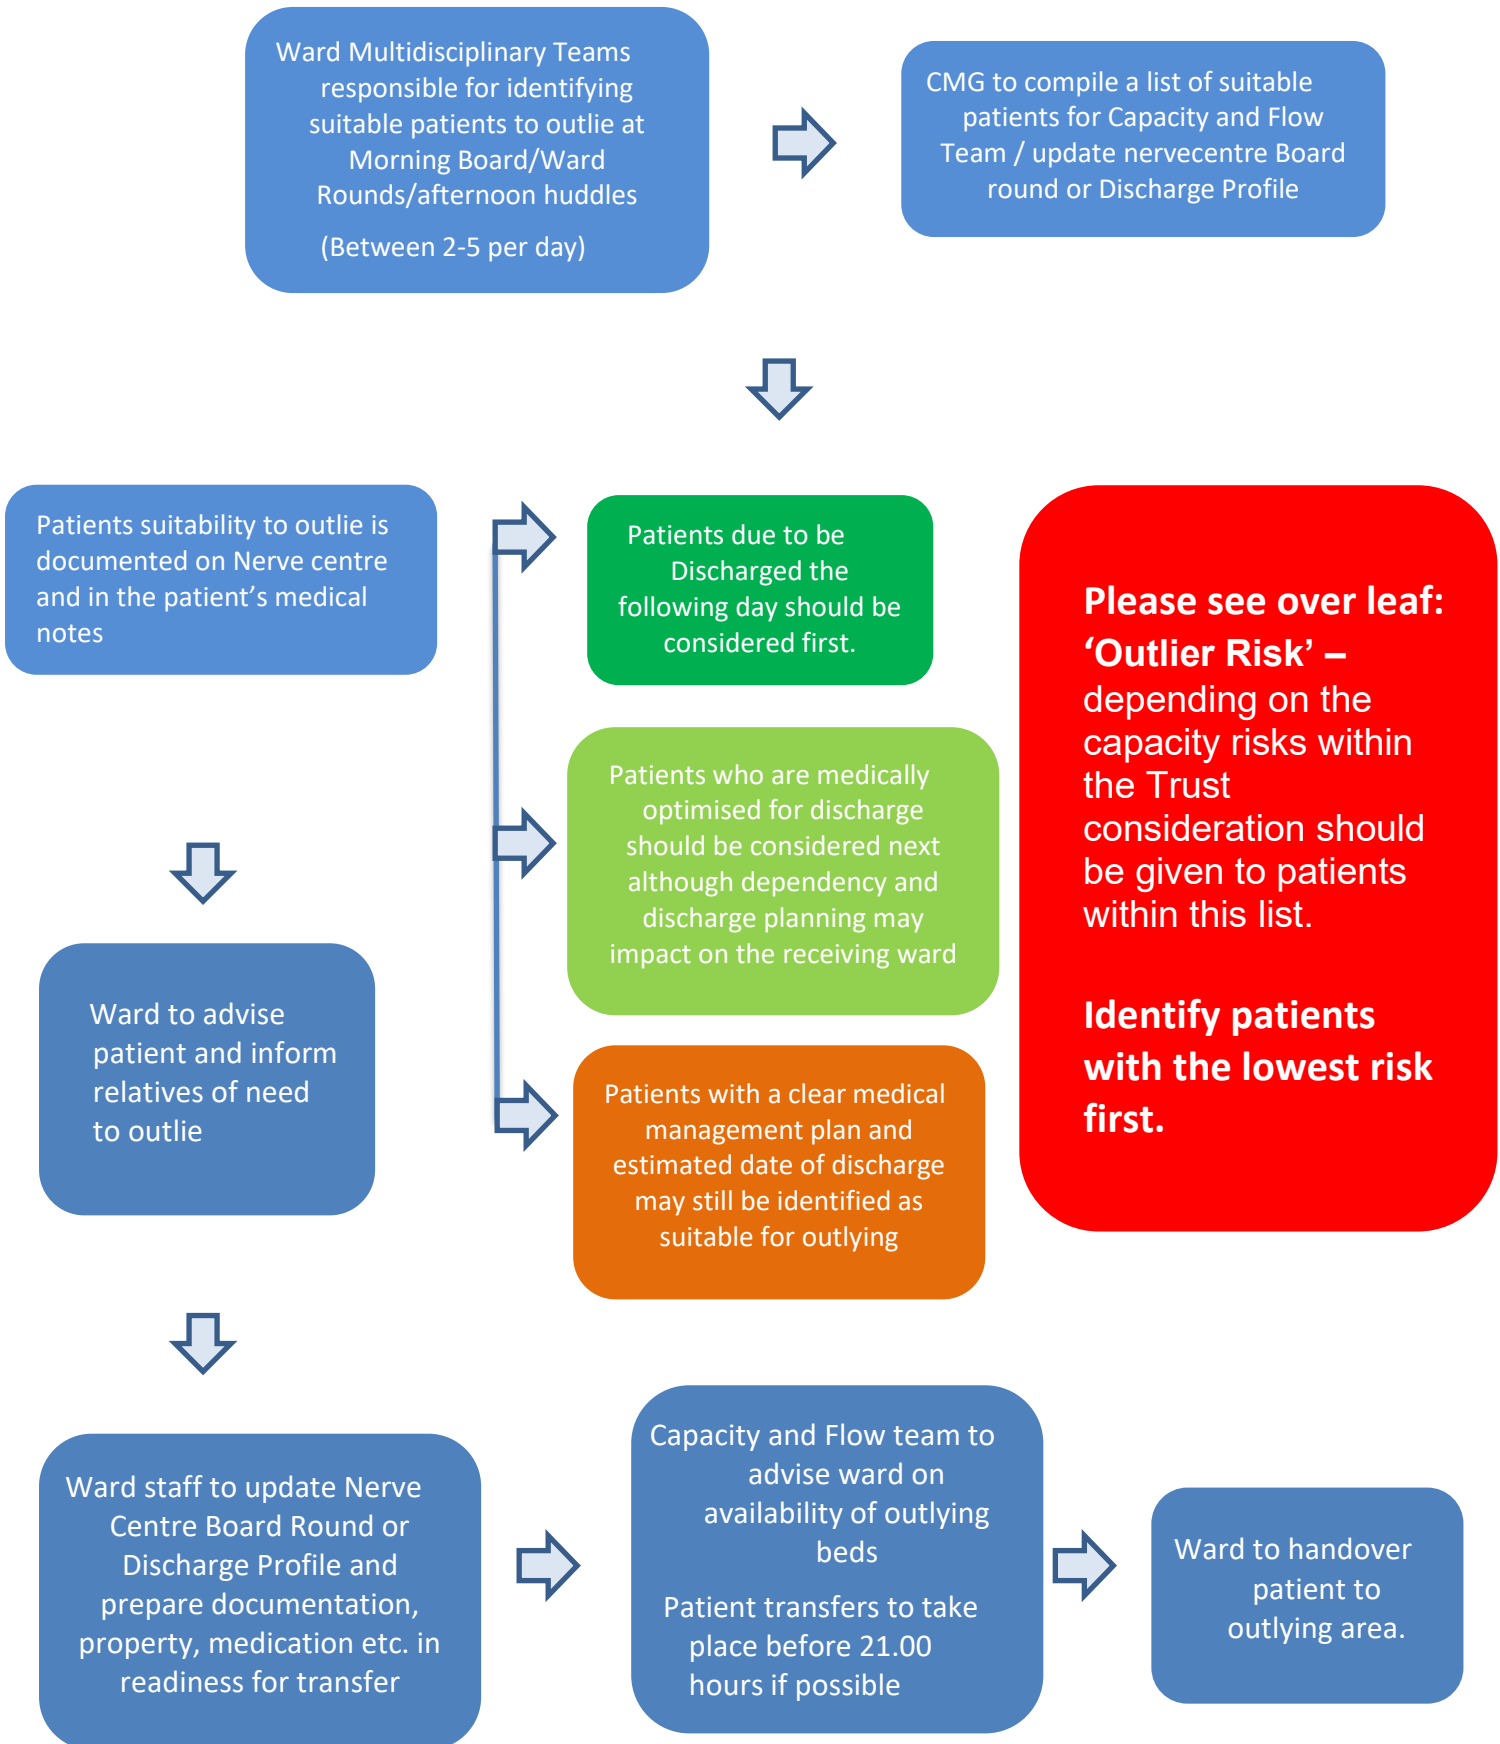 Ward Multidisciplinary Teams
responsible for identifying
suitable patients to outlie at
Morning Board/Ward
Rounds/afternoon huddles
(Between 2-5 per day)
CMG to compile a list of suitable
patients for Capacity and Flow
Team / update nervecentre Board
round or Discharge Profile
Patients suitability to outlie is
documented on Nerve centre
and in the patient’s medical
notes
Patients due to be
Discharged the
following day should be
considered first.
Patients who are medically
optimised for discharge
should be considered next
although dependency and
discharge planning may
impact on the receiving ward
Patients with a clear medical
management plan and
estimated date of discharge
may still be identified as
suitable for outlying
Please see over leaf:
‘Outlier Risk’ –
depending on the
capacity risks within
the Trust
consideration should
be given to patients
within this list.
Identify patients
with the lowest risk
first.
Ward to advise
patient and inform
relatives of need
to outlie
Ward staff to update Nerve
Centre Board Round or
Discharge Profile and
prepare documentation,
property, medication etc. in
readiness for transfer
Capacity and Flow team to
advise ward on
availability of outlying
beds
Patient transfers to take
place before 21.00
hours if possible
Ward to handover
patient to
outlying area.